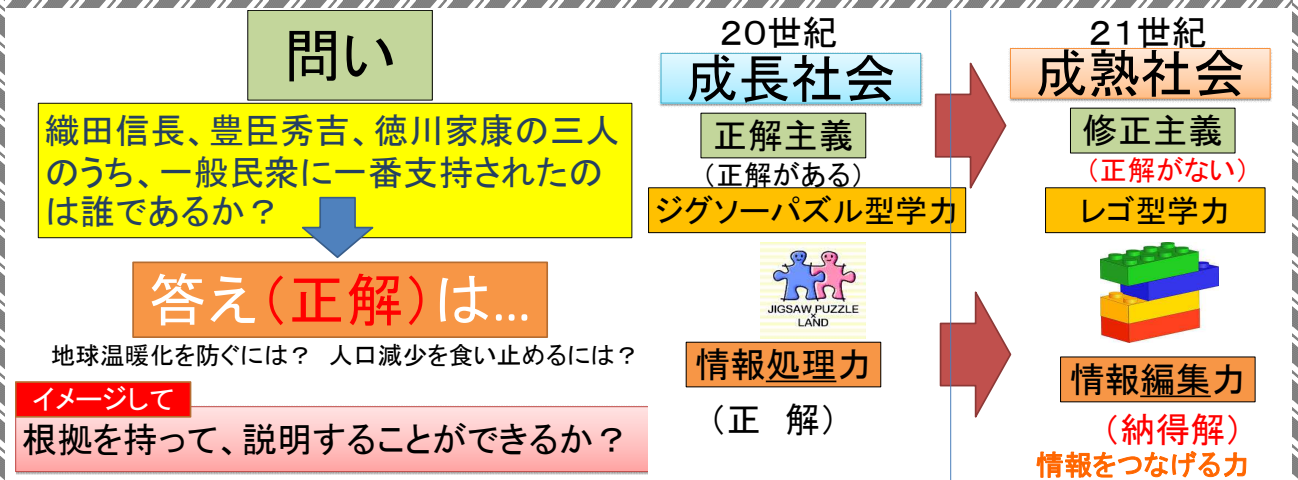 問い
織田信長、豊臣秀吉、徳川家康の三人
のうち、一般民衆に一番支持されたの
は誰であるか？
答え（正解）は…
地球温暖化を防ぐには？　人口減少を食い止めるには？
イメージして
根拠を持って、説明することができるか？
20世紀
成長社会
正解主義
（正解がある）
ジグソーパズル型学力
JIGSAW PUZZLE
×
LAND
情報処理力
（正　解）
21世紀
成熟社会
修正主義
（正解がない）
レゴ型学力
情報編集力
（納得解）
情報をつなげる力